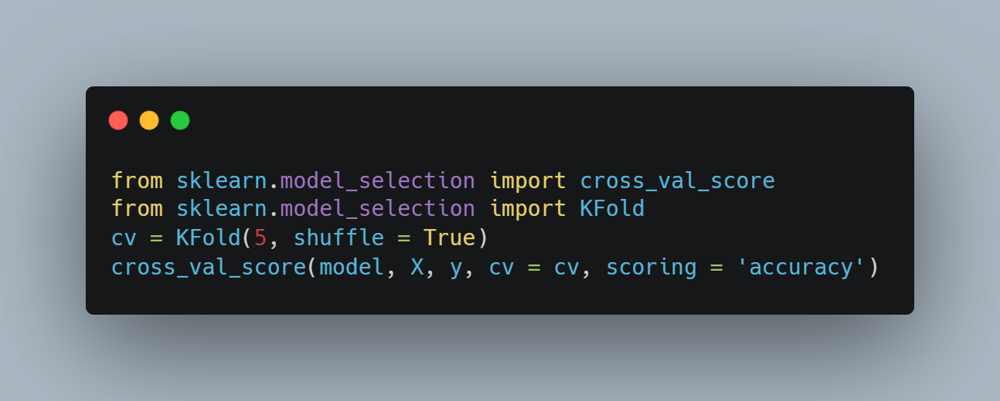 from sklearn.model_selection import cross_val_score
from sklearn.model_selection import KFold
cv = KFold(5, shuffle = True)
cross_val_score(model, X, y, cv = cv, scoring = 'accuracy')